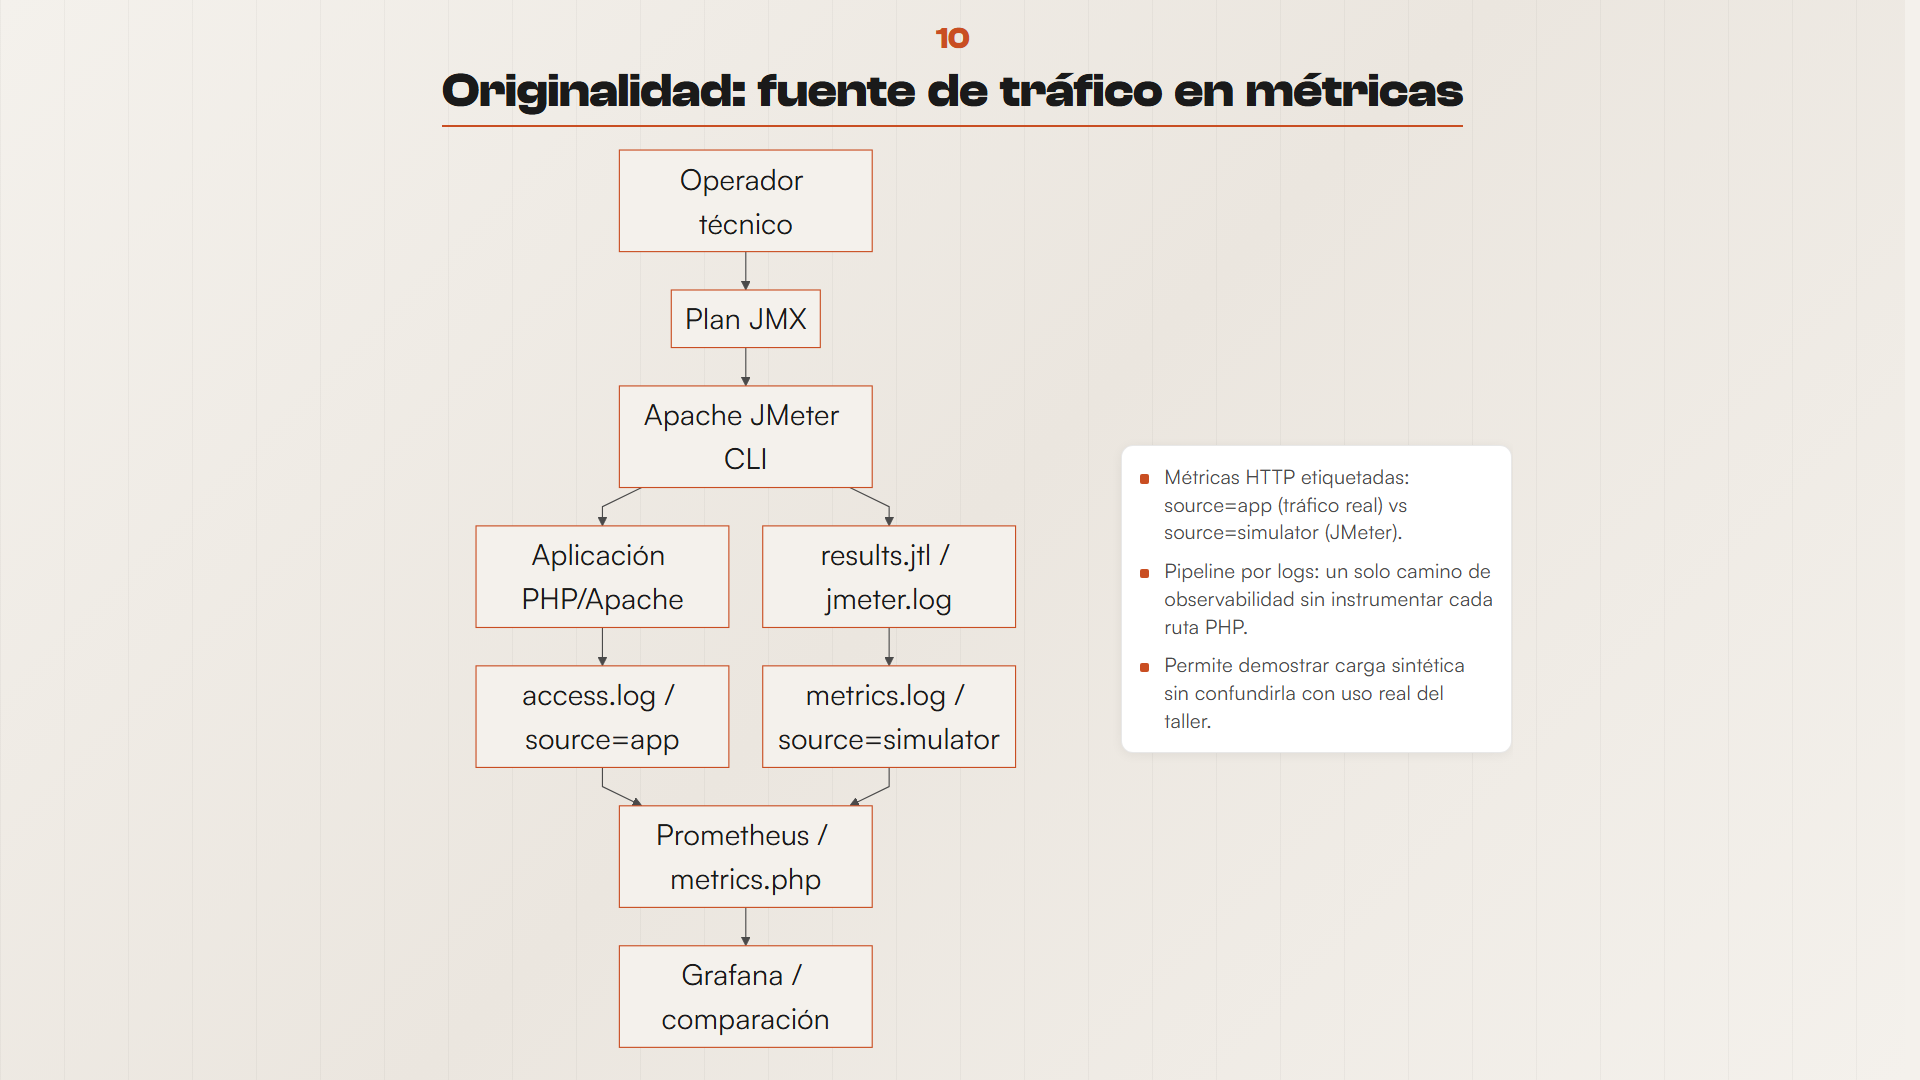 10
Originalidad: fuente de tráfico en métricas
Operador
técnico
Plan JMX
Apache JMeter
CLI
Aplicación
PHP/Apache
results.jtl /
jmeter.log
access.log /
source=app
metrics.log /
source=simulator
Prometheus /
metrics.php
Grafana /
comparación
Métricas HTTP etiquetadas:
source=app (tráfico real) vs
source=simulator (JMeter).
Pipeline por logs: un solo camino de
observabilidad sin instrumentar cada
ruta PHP.
Permite demostrar carga sintética
sin confundirla con uso real del
taller.